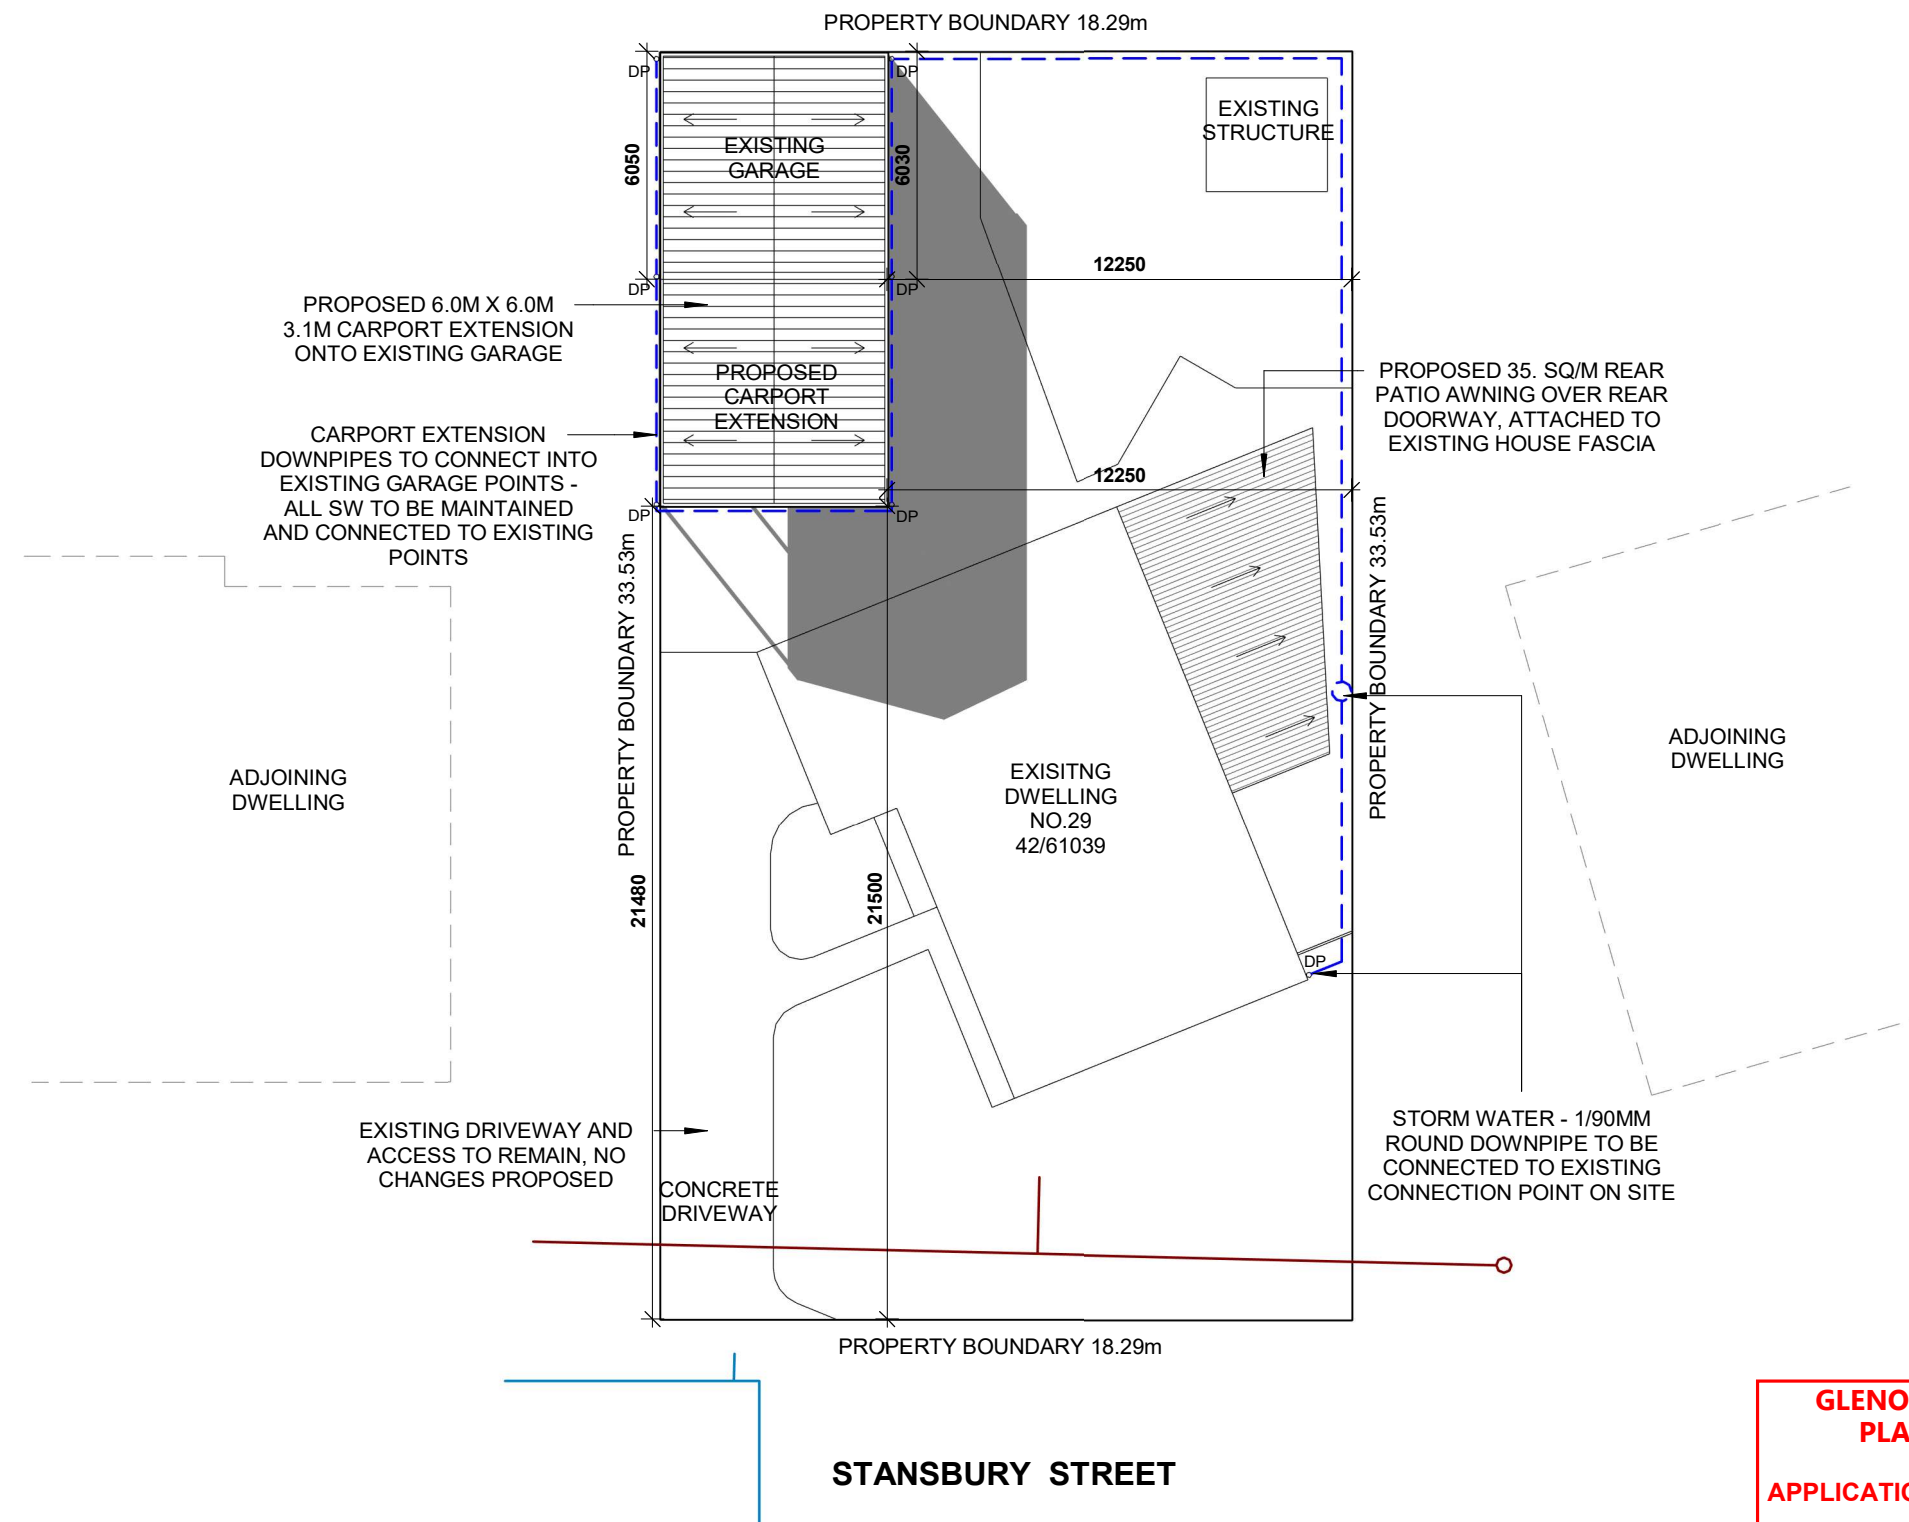 PROPERTY BOUNDARY 18.29m
DP
DP
EXISTING
GARAGE
6050
6030
EXISTING
STRUCTURE
12250
DP
DP
PROPOSED 6.0M X 6.0M
3.1M CARPORT EXTENSION
ONTO EXISTING GARAGE
PROPOSED
CARPORT
EXTENSION
PROPOSED 35. SQ/M REAR
PATIO AWNING OVER REAR
DOORWAY, ATTACHED TO
EXISTING HOUSE FASCIA
CARPORT EXTENSION
DOWNPIPES TO CONNECT INTO
EXISTING GARAGE POINTS -
ALL SW TO BE MAINTAINED
AND CONNECTED TO EXISTING
POINTS
12250
DP
DP
PROPERTY BOUNDARY 33.53m
PROPERTY BOUNDARY 33.53m
ADJOINING
DWELLING
EXISITNG
DWELLING
NO.29
42/61039
ADJOINING
DWELLING
21480
21500
DP
EXISTING DRIVEWAY AND
ACCESS TO REMAIN, NO
CHANGES PROPOSED
CONCRETE
DRIVEWAY
STORM WATER - 1/90MM
ROUND DOWNPIPE TO BE
CONNECTED TO EXISTING
CONNECTION POINT ON SITE
PROPERTY BOUNDARY 18.29m
STANSBURY STREET
GLENO
PLA
APPLICATIO